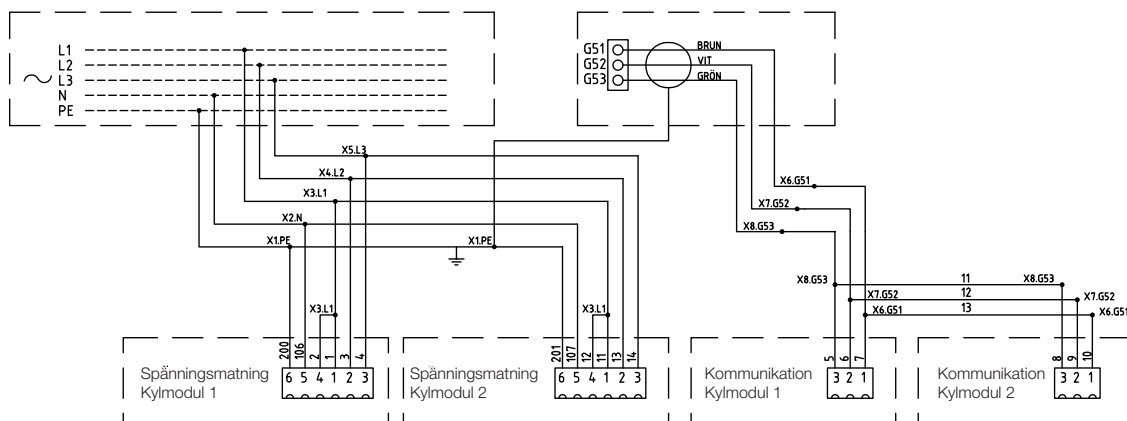 L1
L2
L3
N
PE
G51
G52
G53
BRUN
VIT
GRÖN
X5.L3
X4.L2
X3.L1
X2.N
X1.PE
X1.PE
X6.G51
X7.G52
X8.G53
X8.G53
11
X8.G53
X7.G52
12
X7.G52
X6.G51
13
X6.G51
X3.L1
X3.L1
200
106
2
1
3
4
201
107
12
11
13
14
5
6
7
8
9
10
Spänningsmatning
Kylmodul 1
6 5 4 1 2 3
Spänningsmatning
Kylmodul 2
6 5 4 1 2 3
Kommunikation
Kylmodul 1
3 2 1
Kommunikation
Kylmodul 2
3 2 1